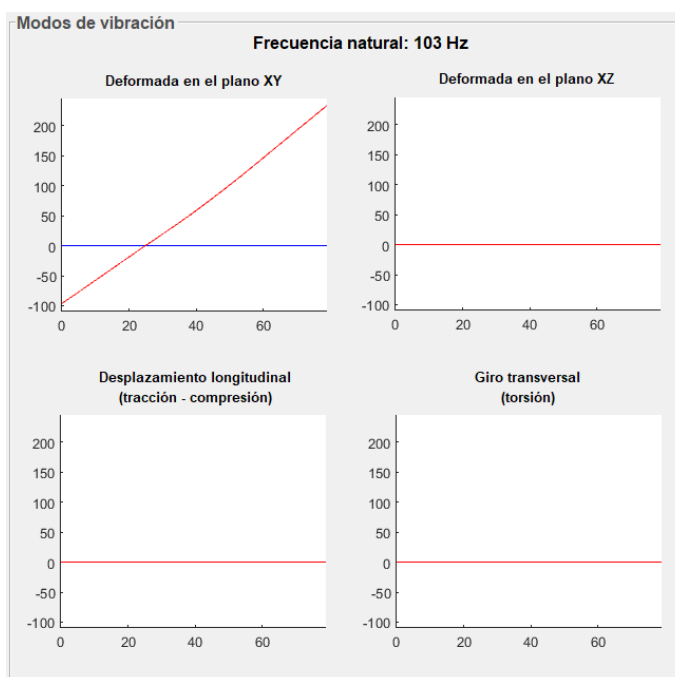 Modos de vibración
Frecuencia natural: 103 Hz
Deformada en el plano XY
200
150
100
50
0
-50
-100
0 20 40 60
Deformada en el plano XZ
200
150
100
50
0
-50
-100
0 20 40 60
Desplazamiento longitudinal
(tracción - compresión)
200
150
100
50
0
-50
-100
0 20 40 60
Giro transversal
(torsión)
200
150
100
50
0
-50
-100
0 20 40 60